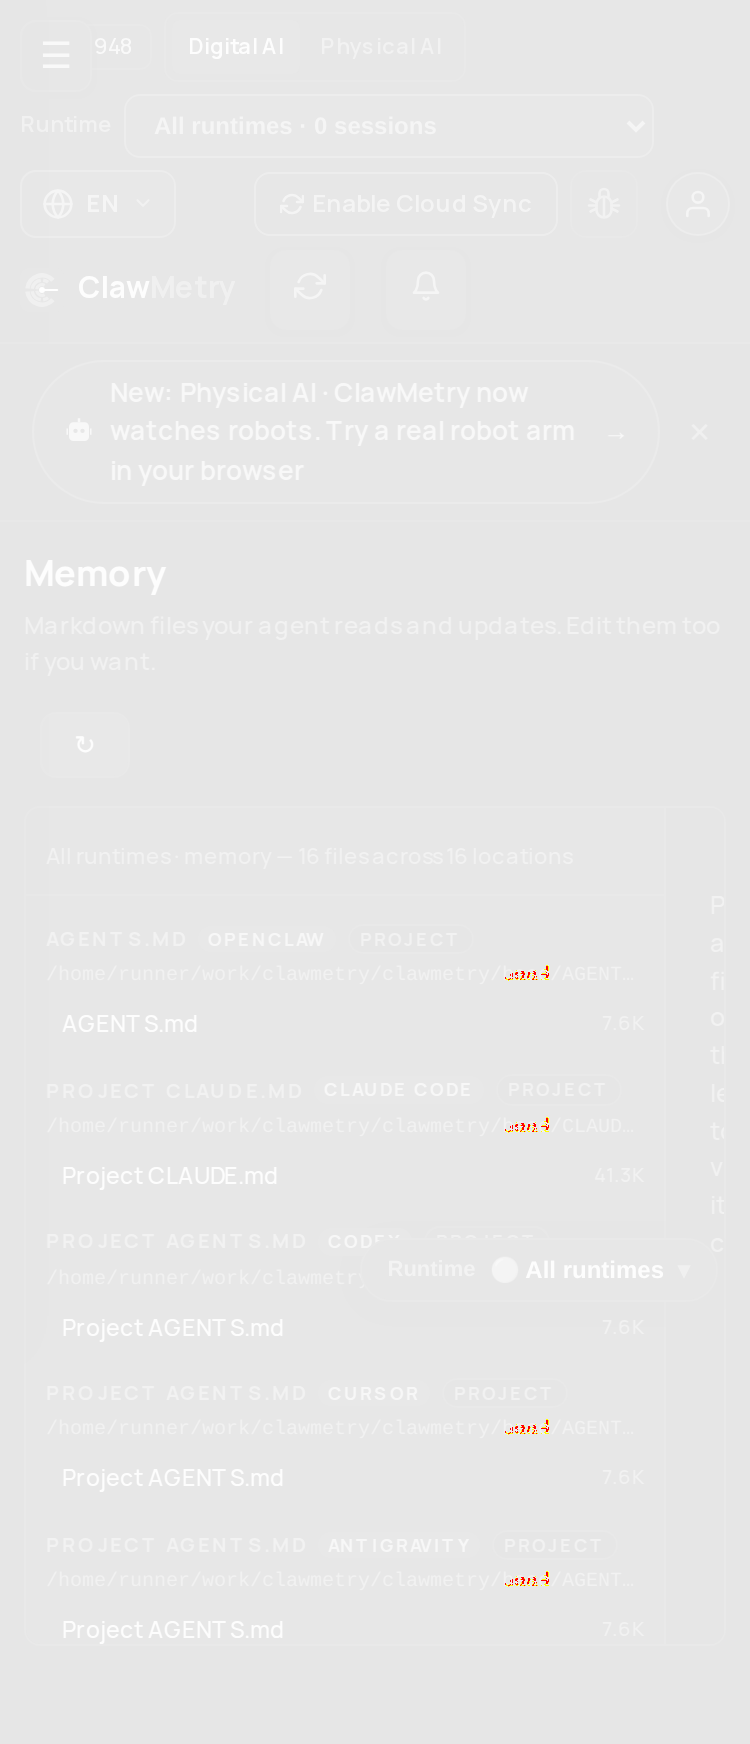 948
Digital AI
Physical AI
Runtime
All runtimes · 0 sessions
EN
Enable Cloud Sync
ClawMetry
New: Physical AI · ClawMetry now
watches robots. Try a real robot arm →
in your browser
Memory
Markdown files your agent reads and updates. Edit them too
if you want.
All runtimes · memory — 16 files across 16 locations
AGENTS.MD OPENCLAW PROJECT
/home/runner/work/clawmetry/clawmetry/ /AGENT…
AGENTS.md 7.6K
PROJECT CLAUDE.MD CLAUDE CODE PROJECT
/home/runner/work/clawmetry/clawmetry/ /CLAUD…
Project CLAUDE.md 41.3K
PROJECT AGENTS.MD CODEX PROJECT
/home/runner/work/clawmetry
Runtime All runtimes
Project AGENTS.md 7.6K
PROJECT AGENTS.MD CURSOR PROJECT
/home/runner/work/clawmetry/clawmetry/ /AGENT…
Project AGENTS.md 7.6K
PROJECT AGENTS.MD ANTIGRAVITY PROJECT
/home/runner/work/clawmetry/clawmetry/ /AGENT…
Project AGENTS.md 7.6K